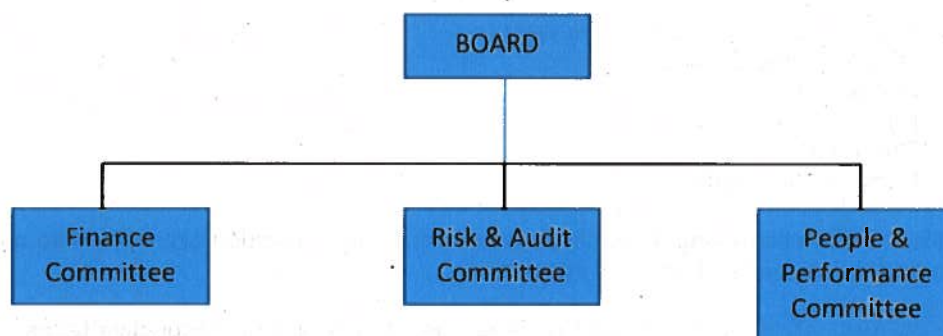 BOARD
Finance
Committee
Risk & Audit
Committee
People &
Performance
Committee